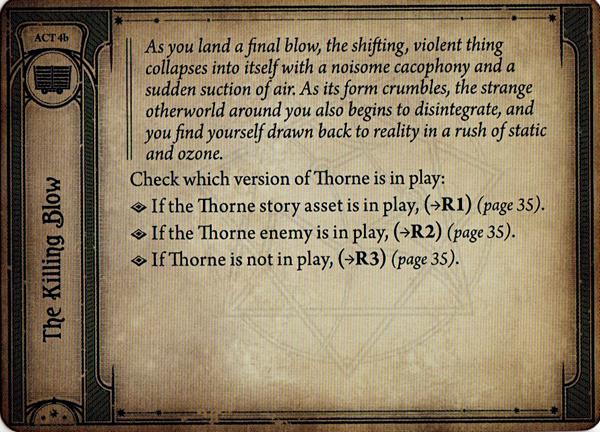 ACT 4b
The Killing Blow
As you land a final blow, the shifting, violent thing
collapses into itself with a noisome cacophony and a
sudden suction of air. As its form crumbles, the strange
otherworld around you also begins to disintegrate, and
you find yourself drawn back to reality in a rush of static
and ozone.
Check which version of Thorne is in play:
If the Thorne story asset is in play, (→R1) (page 35).
If the Thorne enemy is in play, (→R2) (page 35).
If Thorne is not in play, (→R3) (page 35).